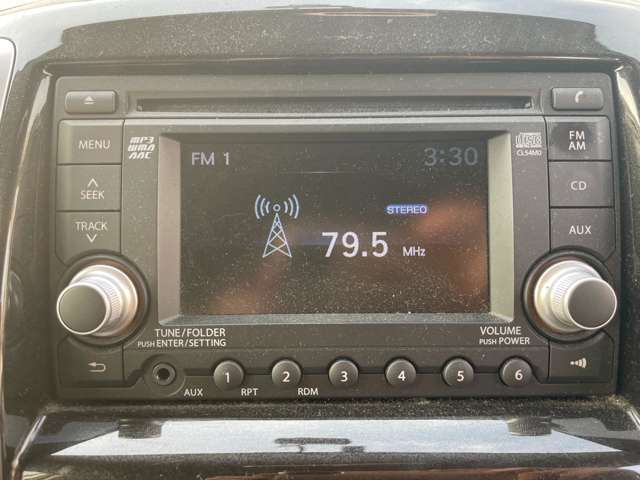 MENU
MP3
WMA
AAC
FM 1
3:30
CL54M0
FM
AM
SEEK
STEREO
CD
TRACK
79.5 MHz
AUX
TUNE/FOLDER
PUSH ENTER/SETTING
VOLUME
PUSH POWER
1 2 3 4 5 6
AUX RPT RDM